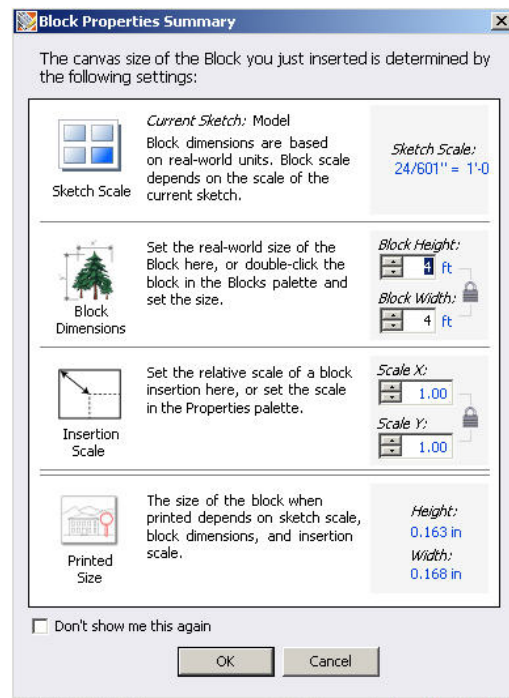 Block Properties Summary
The canvas size of the Block you just inserted is determined by
the following settings:
Sketch Scale
Current Sketch: Model
Block dimensions are based
on real-world units. Block scale
depends on the scale of the
current sketch.
Sketch Scale:
24/601" = 1'-0
Block
Dimensions
Set the real-world size of the
Block here, or double-click the
block in the Blocks palette and
set the size.
Block Height:
4 ft
Block Width:
4 ft
Insertion
Scale
Set the relative scale of a block
insertion here, or set the scale
in the Properties palette.
Scale X:
1.00
Scale Y:
1.00
Printed
Size
The size of the block when
printed depends on sketch scale,
block dimensions, and insertion
scale.
Height:
0.163 in
Width:
0.168 in
Don't show me this again
OK
Cancel